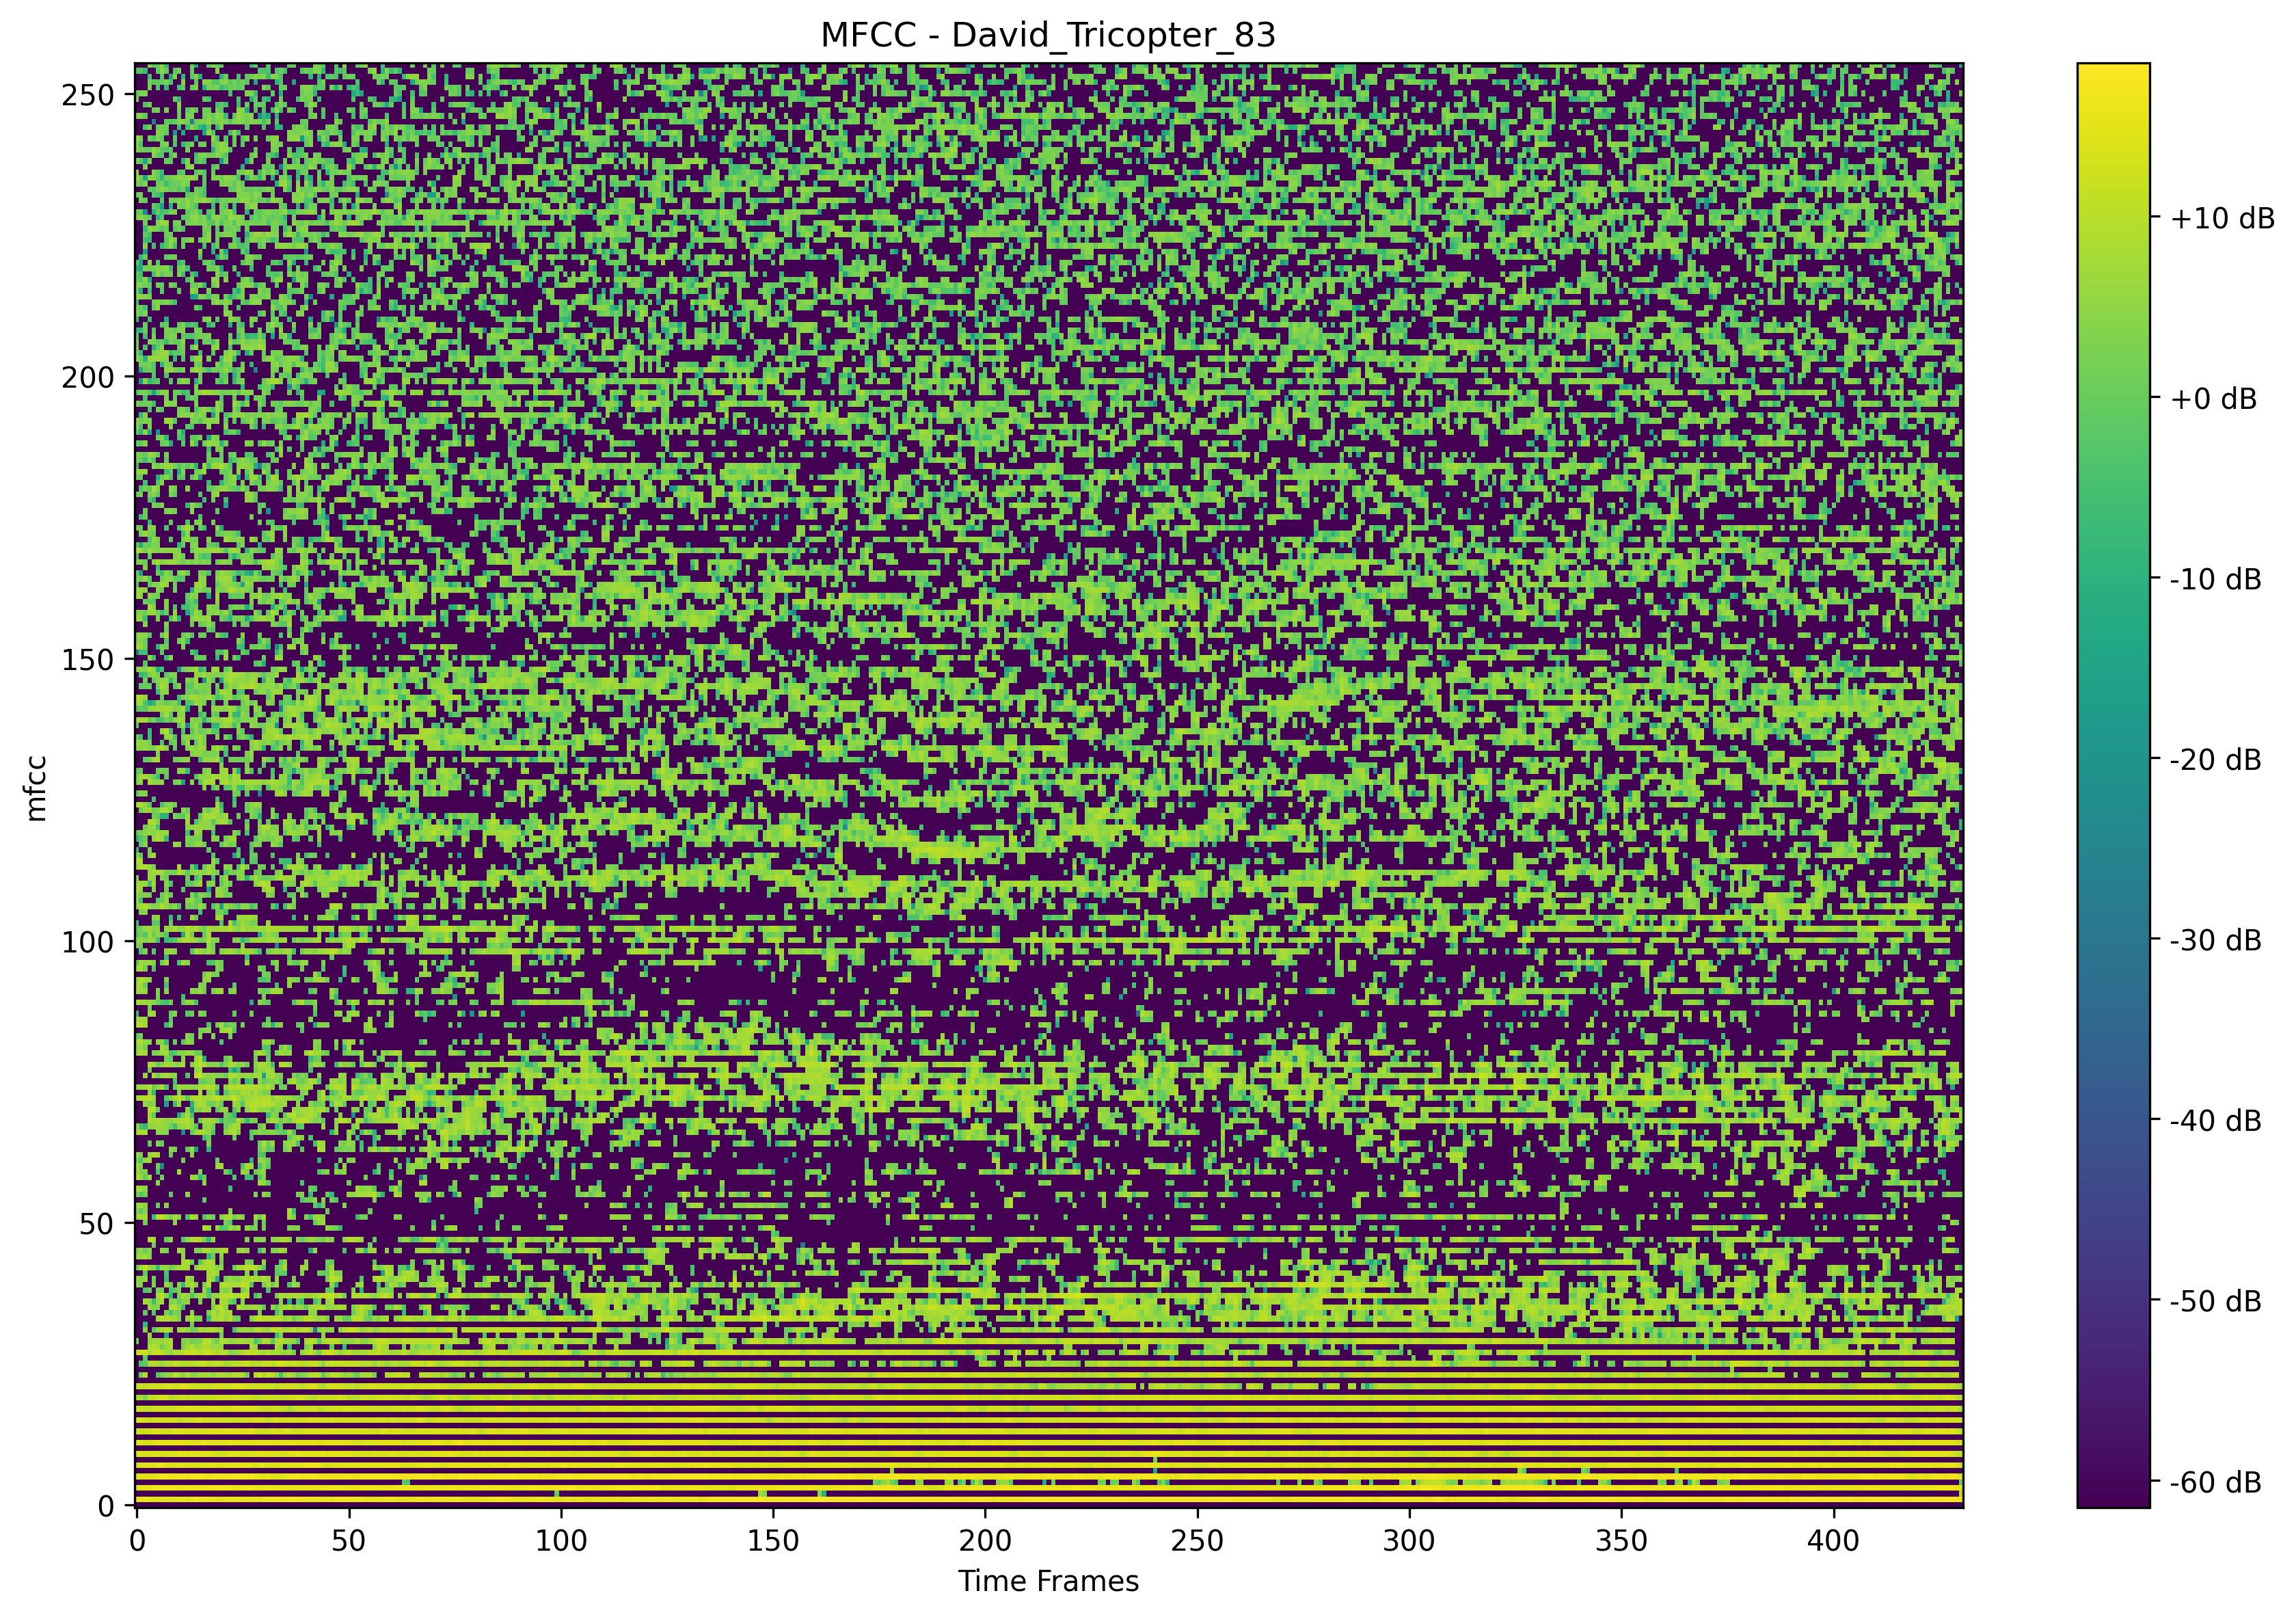 MFCC - David_Tricopter_83
250
200
150
100
50
0
mfcc
0 50 100 150 200 250 300 350 400
Time Frames
+10 dB
+0 dB
-10 dB
-20 dB
-30 dB
-40 dB
-50 dB
-60 dB